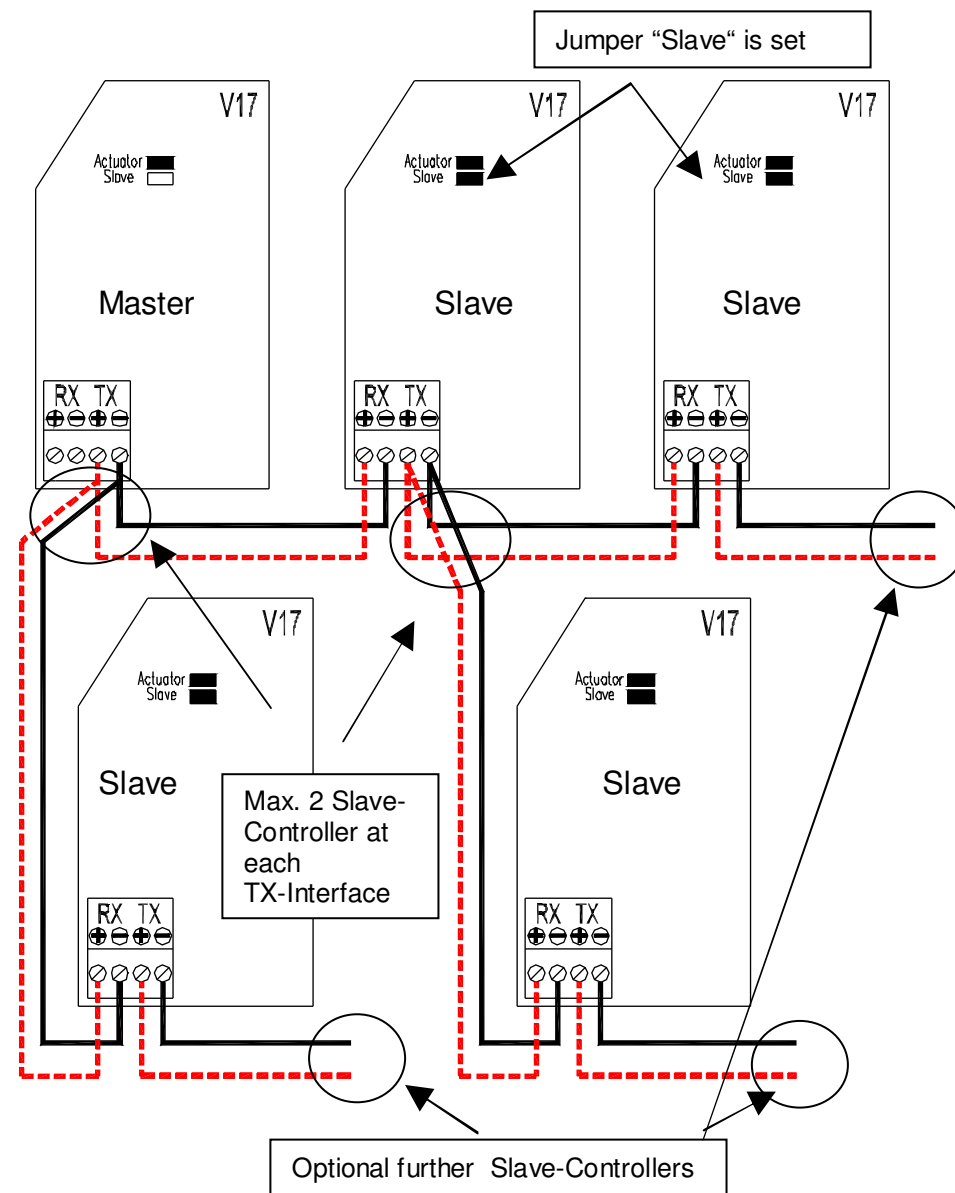 Jumper “Slave“ is set
V17
V17
V17
Actuator
Slave
Actuator
Slave
Actuator
Slave
Master
Slave
Slave
RX TX
RX TX
RX TX
V17
V17
Actuator
Slave
Actuator
Slave
Slave
Slave
Max. 2 Slave-
Controller at
each
TX-Interface
RX TX
RX TX
Optional further Slave-Controllers